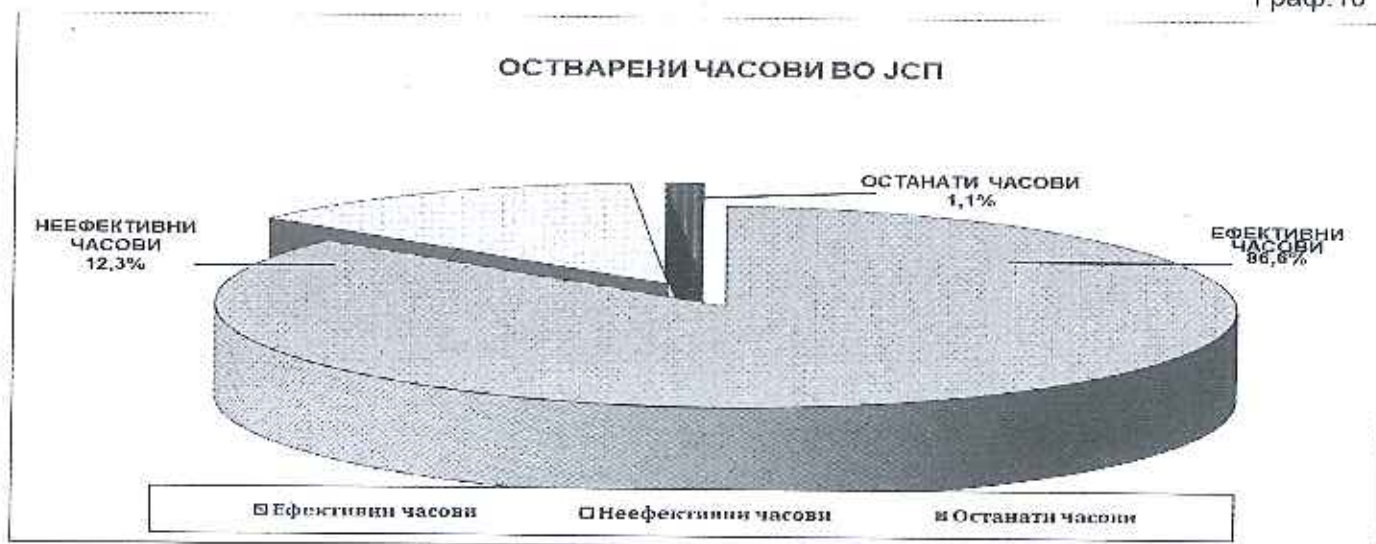 Граф.10
ОСТВАРЕНИ ЧАСОВИ ВО ЈСП
ОСТАНАТИ ЧАСОВИ
1,1%
НЕЕФЕКТИВНИ
ЧАСОВИ
12,3%
ЕФЕКТИВНИ
ЧАСОВИ
86,6%
Ефективни часови
Неефективни часови
Останати часови